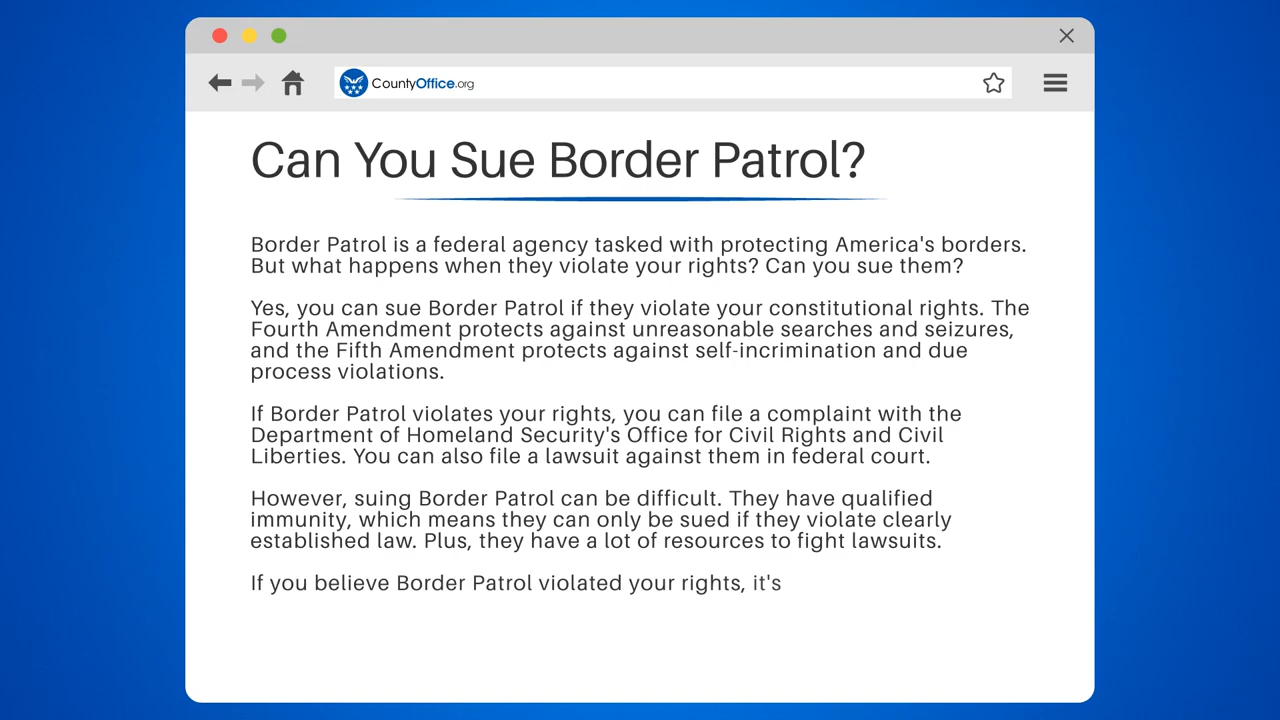 CountyOffice.org
Can You Sue Border Patrol?
Border Patrol is a federal agency tasked with protecting America's borders.
But what happens when they violate your rights? Can you sue them?
Yes, you can sue Border Patrol if they violate your constitutional rights. The
Fourth Amendment protects against unreasonable searches and seizures,
and the Fifth Amendment protects against self-incrimination and due
process violations.
If Border Patrol violates your rights, you can file a complaint with the
Department of Homeland Security's Office for Civil Rights and Civil
Liberties. You can also file a lawsuit against them in federal court.
However, suing Border Patrol can be difficult. They have qualified
immunity, which means they can only be sued if they violate clearly
established law. Plus, they have a lot of resources to fight lawsuits.
If you believe Border Patrol violated your rights, it's